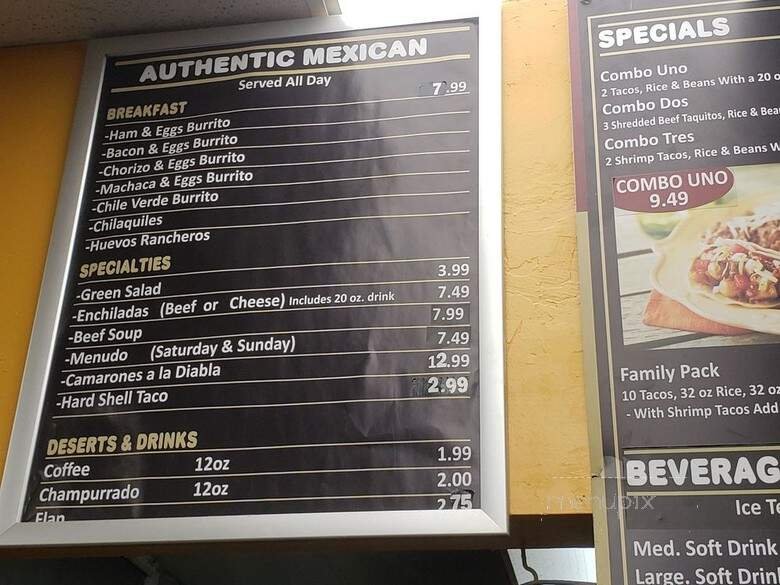 AUTHENTIC MEXICAN
Served All Day
BREAKFAST 7.99
-Ham & Eggs Burrito
-Bacon & Eggs Burrito
-Chorizo & Eggs Burrito
-Machaca & Eggs Burrito
-Chile Verde Burrito
-Chilaquiles
-Huevos Rancheros
SPECIALTIES
-Green Salad 3.99
-Enchiladas (Beef or Cheese) Includes 20 oz. drink 7.49
-Beef Soup 7.99
-Menudo (Saturday & Sunday) 7.49
-Camarones a la Diabla 12.99
-Hard Shell Taco 2.99
DESERTS & DRINKS
Coffee 12oz 1.99
Champurrado 12oz 2.00
Flan 2.75
SPECIALS
Combo Uno
2 Tacos, Rice & Beans With a 20 o
Combo Dos
3 Shredded Beef Taquitos, Rice & Bea
Combo Tres
2 Shrimp Tacos, Rice & Beans W
COMBO UNO
9.49
Family Pack
10 Tacos, 32 oz Rice, 32 oz
- With Shrimp Tacos Add
BEVERAG
Ice Te
Med. Soft Drink
Large. Soft Drin
menupix